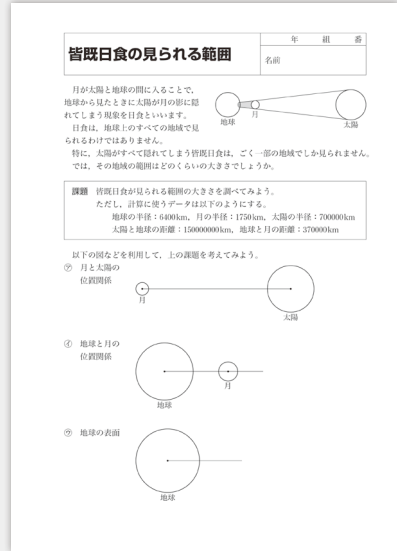 年 組 番
皆既日食の見られる範囲
名前
月が太陽と地球の間に入ることで，
地球から見たときに太陽が月の影に隠
れてしまう現象を日食といいます。
日食は，地球上のすべての地域で見
られるわけではありません。
地球
月
太陽
特に，太陽がすべて隠れてしまう皆既日食は，ごく一部の地域でしか見られません。
では，その地域の範囲はどのくらいの大きさでしょうか。
課題 皆既日食が見られる範囲の大きさを調べてみよう。
ただし，計算に使うデータは以下のようにする。
地球の半径：6400km，月の半径：1750km，太陽の半径：700000km
太陽と地球の距離：150000000km，地球と月の距離：370000km
以下の図などを利用して，上の課題を考えてみよう。
㋐ 月と太陽の
位置関係
月
太陽
㋑ 地球と月の
位置関係
月
地球
㋒ 地球の表面
地球